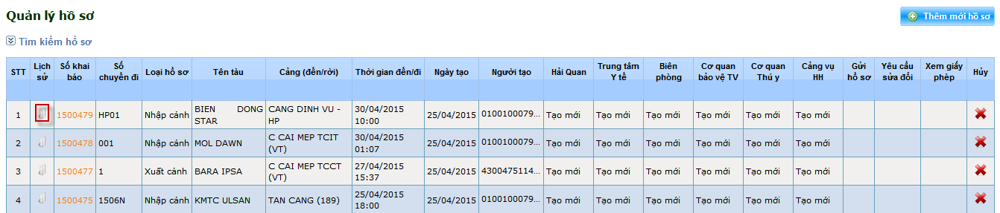 Quản lý hồ sơ
Thêm mới hồ sơ
Tìm kiếm hồ sơ
STT Lịch sử Số khai báo Số chuyến đi Loại hồ sơ Tên tàu Cảng (đến/rời) Thời gian đến/đi Ngày tạo Người tạo Hải Quan Trung tâm Y tế Biên phòng Cơ quan bảo vệ TV Cơ quan Thú y Cảng vụ HH Gửi hồ sơ Yêu cầu sửa đổi Xem giấy phép Hủy
1 1500479 HP01 Nhập cảnh BIEN DONG STAR CANG DINH VU - HP 30/04/2015 10:00 25/04/2015 0100100079... Tạo mới Tạo mới Tạo mới Tạo mới Tạo mới Tạo mới
2 1500478 001 Nhập cảnh MOL DAWN C CAI MEP TCIT (VT) 30/04/2015 01:07 25/04/2015 0100100079... Tạo mới Tạo mới Tạo mới Tạo mới Tạo mới Tạo mới
3 1500477 1 Xuất cảnh BARA IPSA C CAI MEP TCCT (VT) 27/04/2015 15:37 25/04/2015 4300475114... Tạo mới Tạo mới Tạo mới Tạo mới Tạo mới Tạo mới
4 1500475 1506N Nhập cảnh KMTC ULSAN TAN CANG (189) 25/04/2015 18:00 25/04/2015 0100100079... Tạo mới Tạo mới Tạo mới Tạo mới Tạo mới Tạo mới